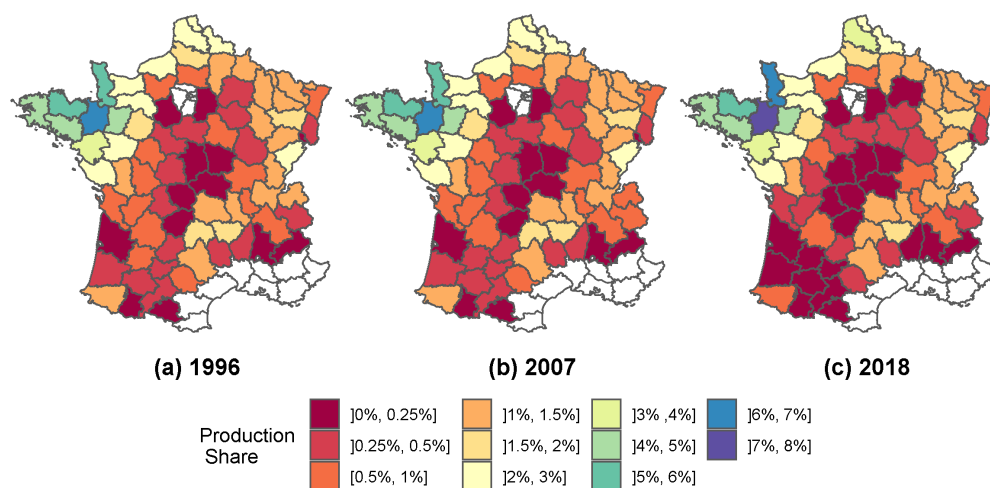 (a) 1996 (b) 2007 (c) 2018
Production Share
]0%, 0.25%] ]1%, 1.5%] ]3% ,4%] ]6%, 7%]
]0.25%, 0.5%] ]1.5%, 2%] ]4%, 5%] ]7%, 8%]
[0.5%, 1%] ]2%, 3%] ]5%, 6%]